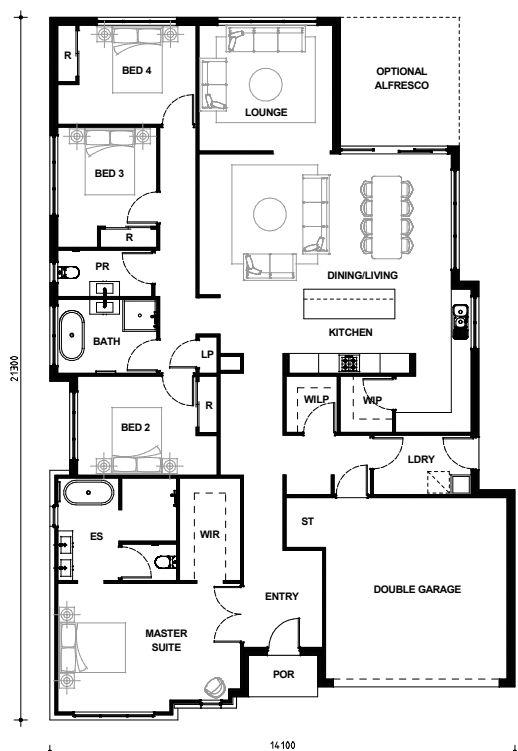 BED 4
R
LOUNGE
OPTIONAL
ALFRESCO
BED 3
R
PR
DINING/LIVING
BATH
KITCHEN
LP
21300
WILP
WIP
R
BED 2
LDRY
ES
WIR
ST
DOUBLE GARAGE
ENTRY
MASTER
SUITE
POR
14100